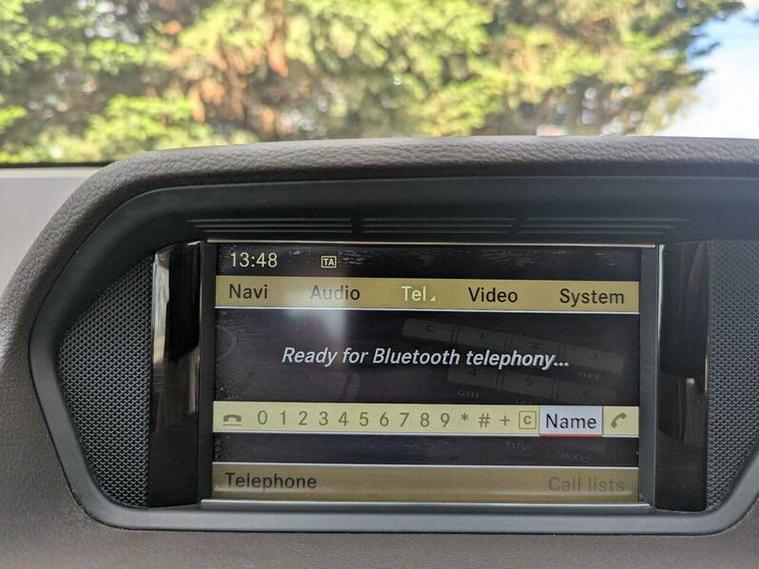 13:48 TA
Navi Audio Tel Video System
Ready for Bluetooth telephony...
0 1 2 3 4 5 6 7 8 9 * # + C Name
Telephone Call lists